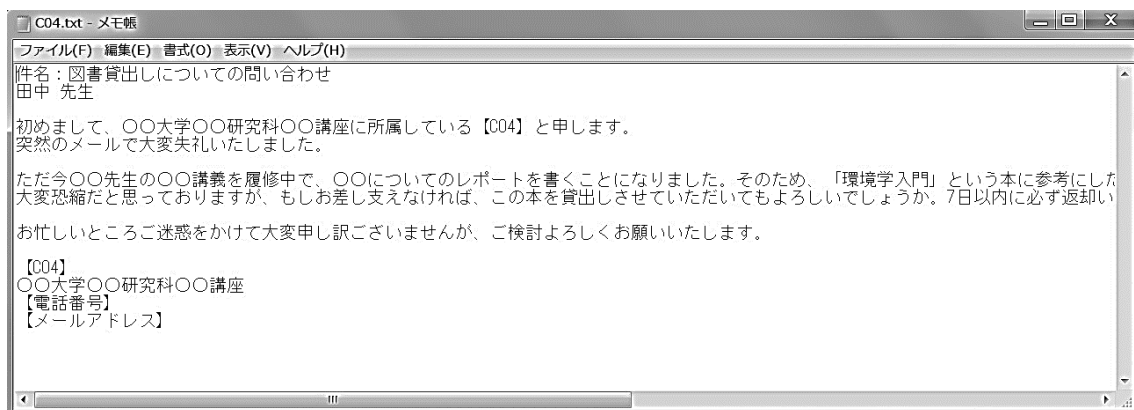 C04.txt - メモ帳
ファイル(F) 編集(E) 書式(O) 表示(V) ヘルプ(H)
件名：図書貸出しについての問い合わせ
田中 先生
初めまして、〇〇大学〇〇研究科〇〇講座に所属している【C04】と申します。
突然のメールで大変失礼いたしました。
ただ今〇〇先生の〇〇講義を履修中で、〇〇についてのレポートを書くことになりました。そのため、「環境学入門」という本に参考にした
大変恐縮だと思っておりますが、もしお差し支えなければ、この本を貸出しさせていただいてもよろしいでしょうか。7日以内に必ず返却い
お忙しいところご迷惑をかけて大変申し訳ございませんが、ご検討よろしくお願いいたします。
【C04】
〇〇大学〇〇研究科〇〇講座
【電話番号】
【メールアドレス】